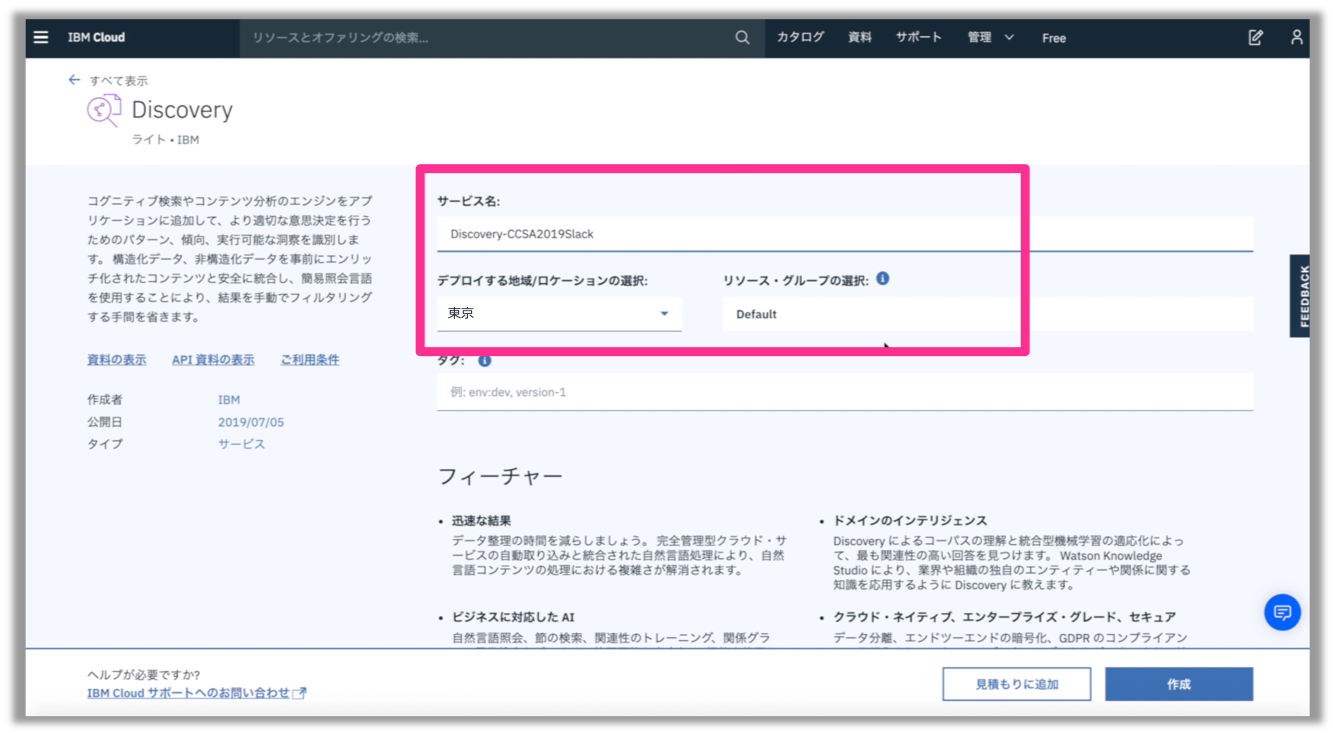 IBM Cloud
リソースとオファリングの検索...
カタログ 資料 サポート 管理 Free
すべて表示
Discovery
ライト • IBM
コグニティブ検索やコンテンツ分析のエンジンをアプ
リケーションに追加して、より適切な意思決定を行う
ためのパターン、傾向、実行可能な洞察を識別しま
す。 構造化データ、非構造化データを事前にエンリッ
チ化されたコンテンツと安全に統合し、簡易照会言語
を使用することにより、結果を手動でフィルタリング
する手間を省きます。
資料の表示 API 資料の表示 ご利用条件
作成者 IBM
公開日 2019/07/05
タイプ サービス
サービス名:
Discovery-CCSA2019Slack
デプロイする地域/ロケーションの選択: リソース・グループの選択:
東京 Default
タグ:
例: env:dev, version-1
フィーチャー
• 迅速な結果
データ整理の時間を減らしましょう。 完全管理型クラウド・サ
ービスの自動取り込みと統合された自然言語処理により、自然
言語コンテンツの処理における複雑さが解消されます。
• ドメインのインテリジェンス
Discovery によるコーパスの理解と統合型機械学習の適応化によっ
て、最も関連性の高い回答を見つけます。 Watson Knowledge
Studio により、業界や組織の独自のエンティティーや関係に関する
知識を応用するように Discovery に教えます。
• ビジネスに対応した AI
自然言語照会、節の検索、関連性のトレーニング、関係グラ
• クラウド・ネイティブ、エンタープライズ・グレード、セキュア
データ分離、エンドツーエンドの暗号化、GDPR のコンプライアン
FEEDBACK
ヘルプが必要ですか?
IBM Cloud サポートへのお問い合わせ
見積もりに追加 作成